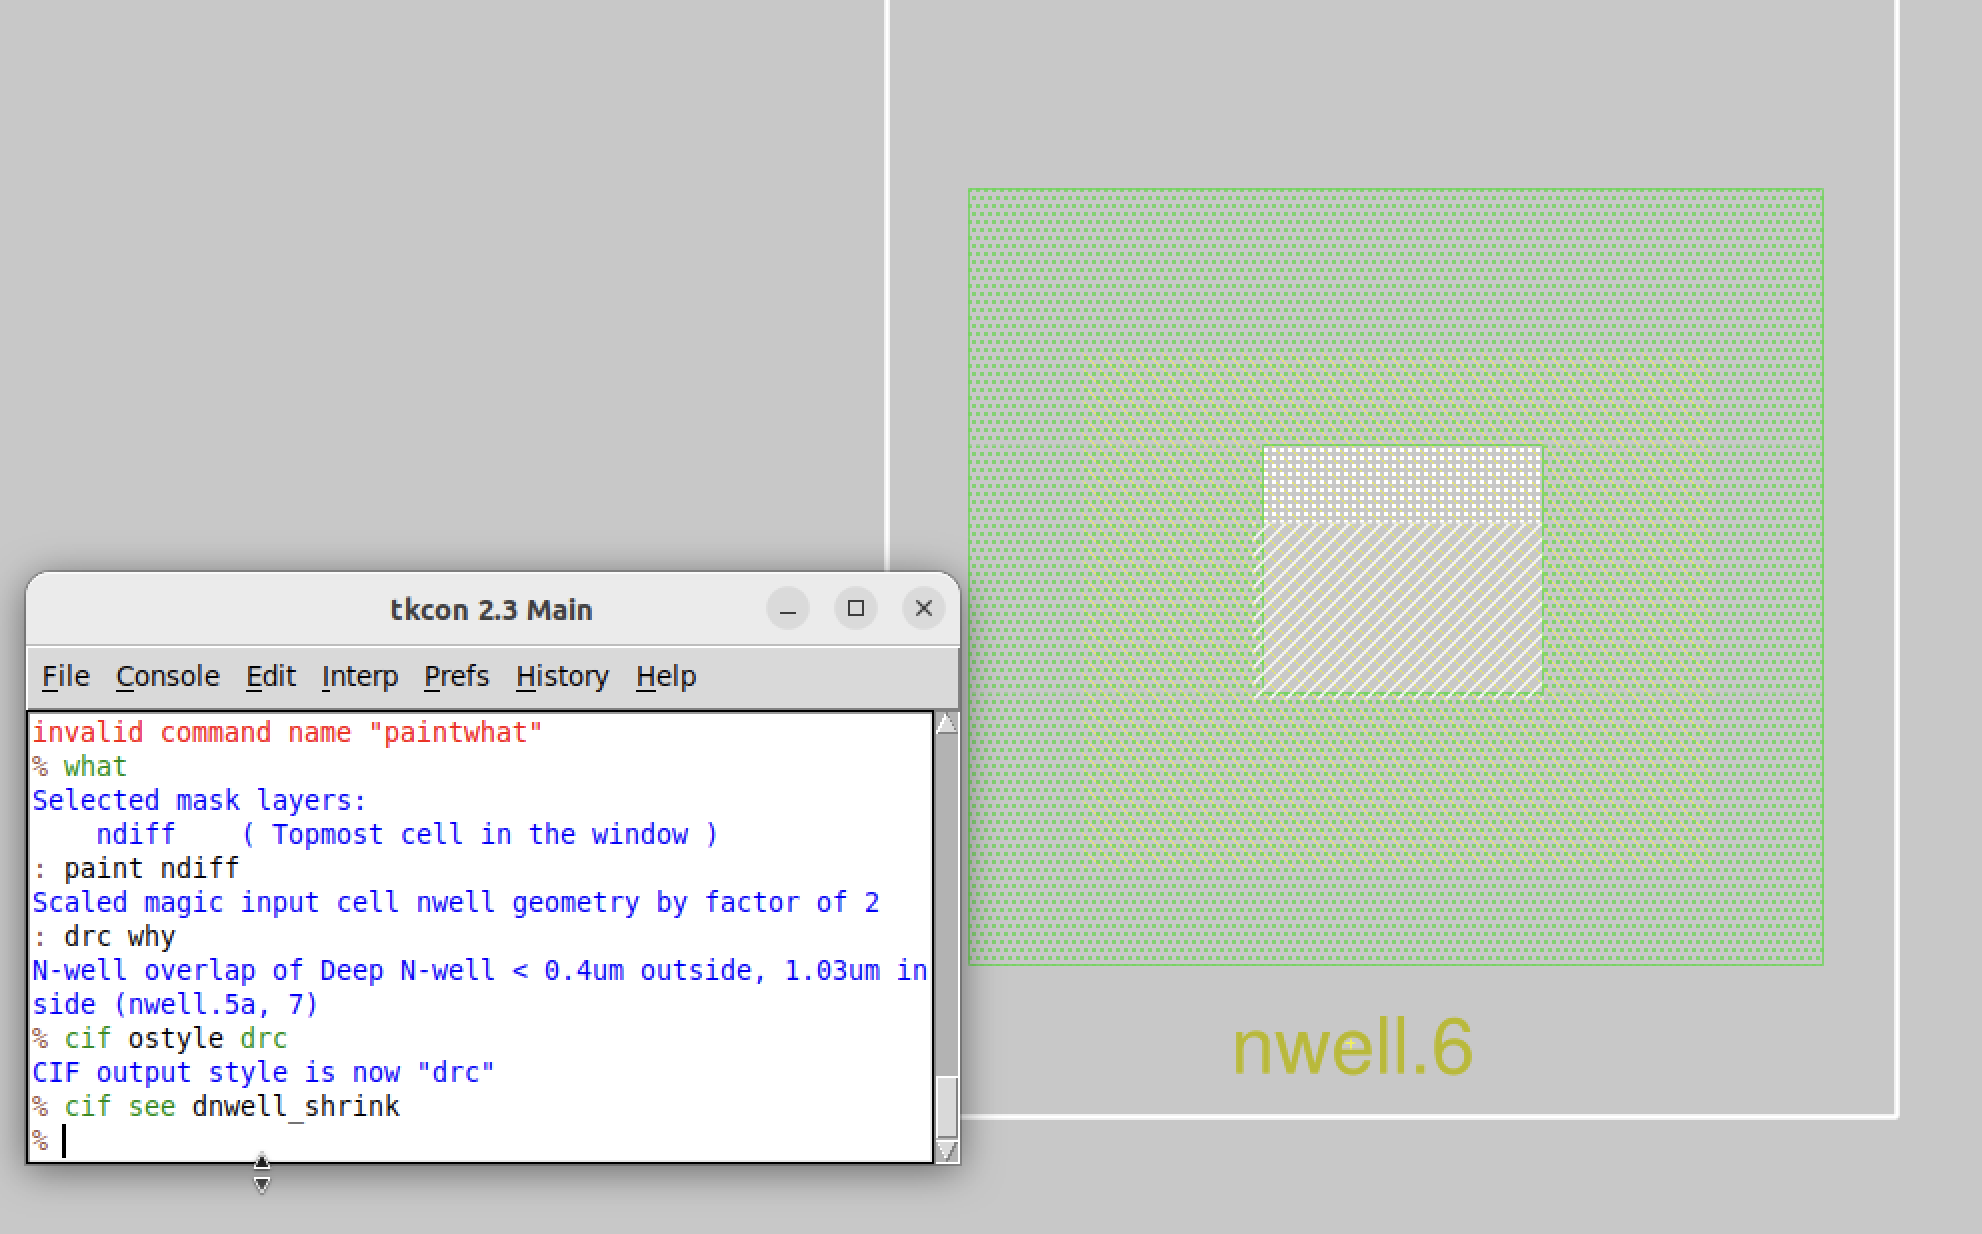 tkcon 2.3 Main
File Console Edit Interp Prefs History Help
invalid command name "paintwhat"
% what
Selected mask layers:
    ndiff    ( Topmost cell in the window )
: paint ndiff
Scaled magic input cell nwell geometry by factor of 2
: drc why
N-well overlap of Deep N-well < 0.4um outside, 1.03um in
side (nwell.5a, 7)
% cif ostyle drc
CIF output style is now "drc"
% cif see dnwell_shrink
%
nwell.6